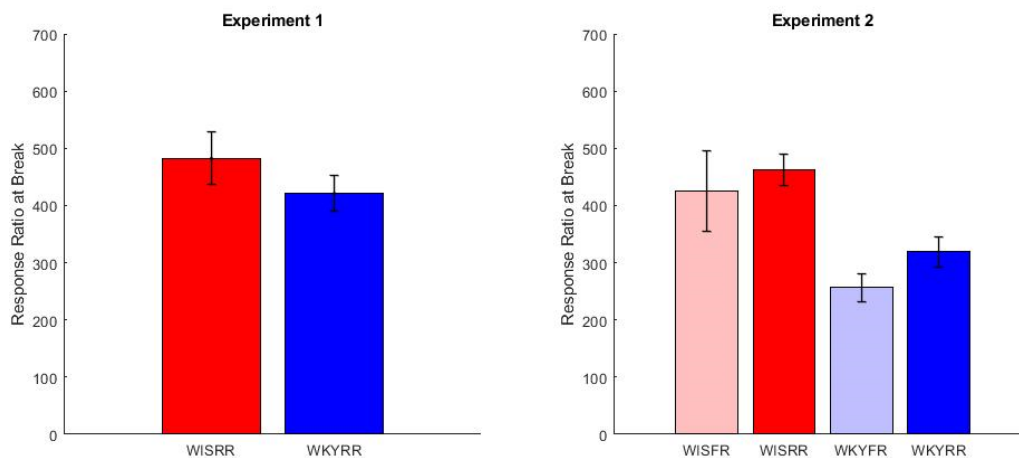 Experiment 1
Response Ratio at Break
700
600
500
400
300
200
100
0
WISRR WKYRR
Experiment 2
Response Ratio at Break
700
600
500
400
300
200
100
0
WISFR WISRR WKYFR WKYRR